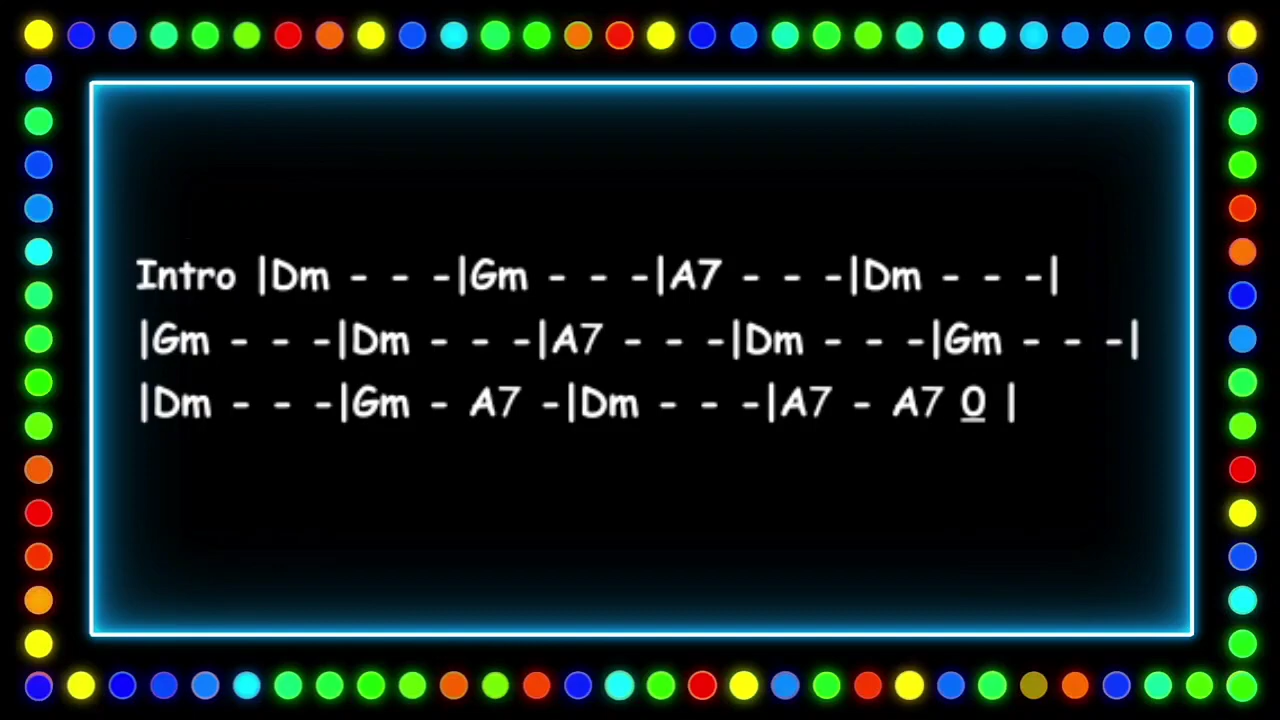 Intro |Dm - - -|Gm - - -|A7 - - -|Dm - - -|
|Gm - - -|Dm - - -|A7 - - -|Dm - - -|Gm - - -|
|Dm - - -|Gm - A7 -|Dm - - -|A7 - A7 0 |